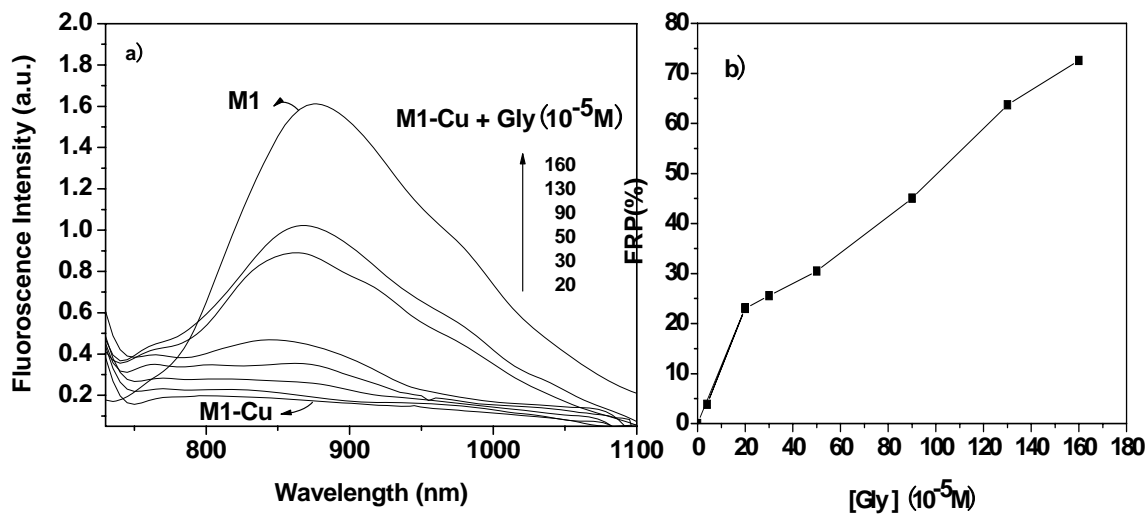 a)
Fluoroscence Intensity (a.u.)
2.0
1.8
1.6
1.4
1.2
1.0
0.8
0.6
0.4
0.2
M1
M1-Cu + Gly (10⁻⁵M)
160
130
90
50
30
20
M1-Cu
800 900 1000 1100
Wavelength (nm)
b)
FRP(%)
80
70
60
50
40
30
20
10
0
0 20 40 60 80 100 120 140 160 180
[Gly] (10⁻⁵M)